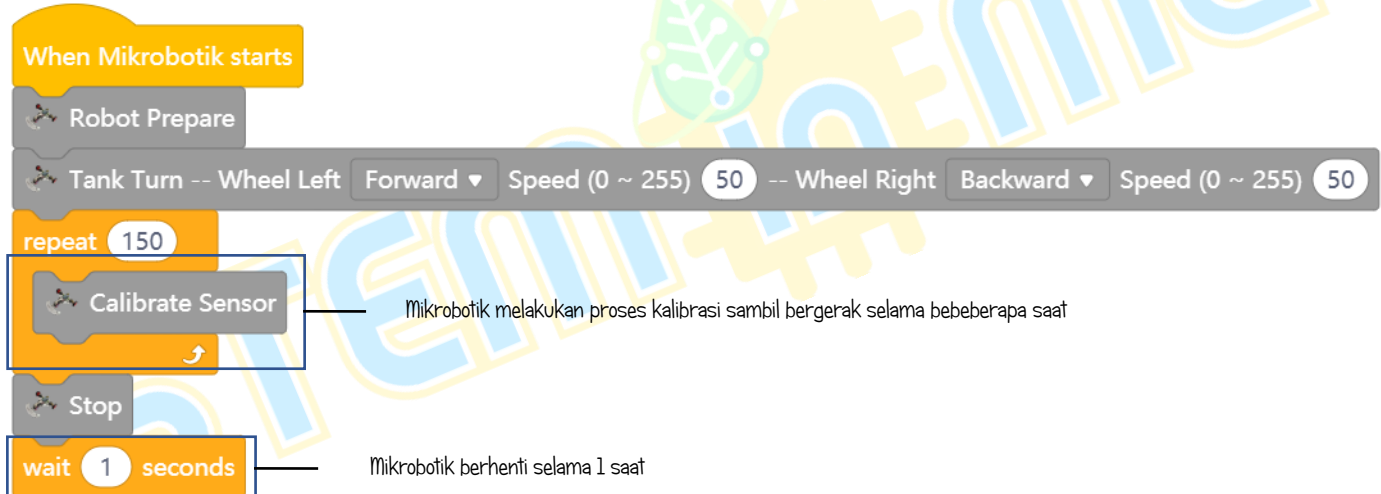 When Mikrobotik starts
Robot Prepare
Tank Turn -- Wheel Left Forward ▾ Speed (0 ~ 255) 50 -- Wheel Right Backward ▾ Speed (0 ~ 255) 50
repeat 150
Calibrate Sensor
Mikrobotik melakukan proses kalibrasi sambil bergerak selama bebeberapa saat
Stop
wait 1 seconds
Mikrobotik berhenti selama 1 saat